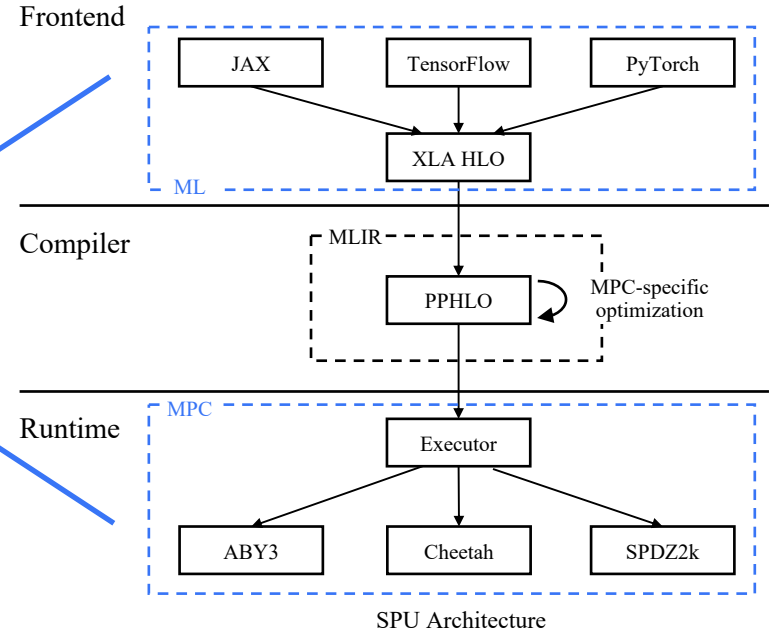 Frontend
JAX
TensorFlow
PyTorch
XLA HLO
ML
Compiler
MLIR
PPHLO
MPC-specific
optimization
MPC
Runtime
Executor
ABY3
Cheetah
SPDZ2k
SPU Architecture